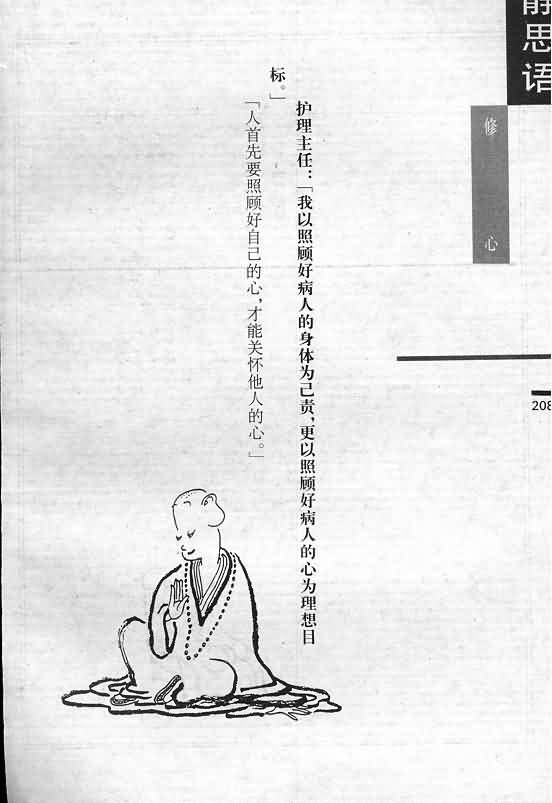 静思语
修心
208
护理主任：「我以照顾好病人的身体为己责，更以照顾好病人的心为理想目
标。」
「人首先要照顾好自己的心，才能关怀他人的心。」